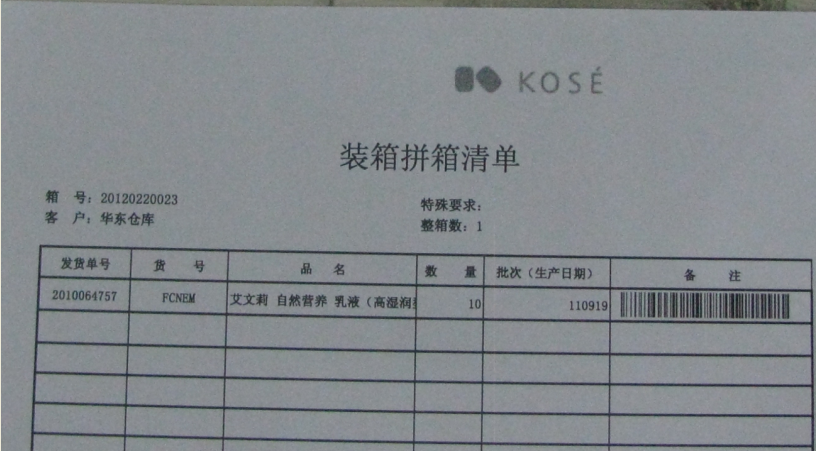 KOSÉ
装箱拼箱清单
箱 号: 20120220023
特殊要求:
客 户: 华东仓库
整箱数: 1
发货单号 货 号 品 名 数 量 批次（生产日期） 备 注
2010064757 FCNEM 艾文莉 自然营养 乳液（高湿润 10 110919